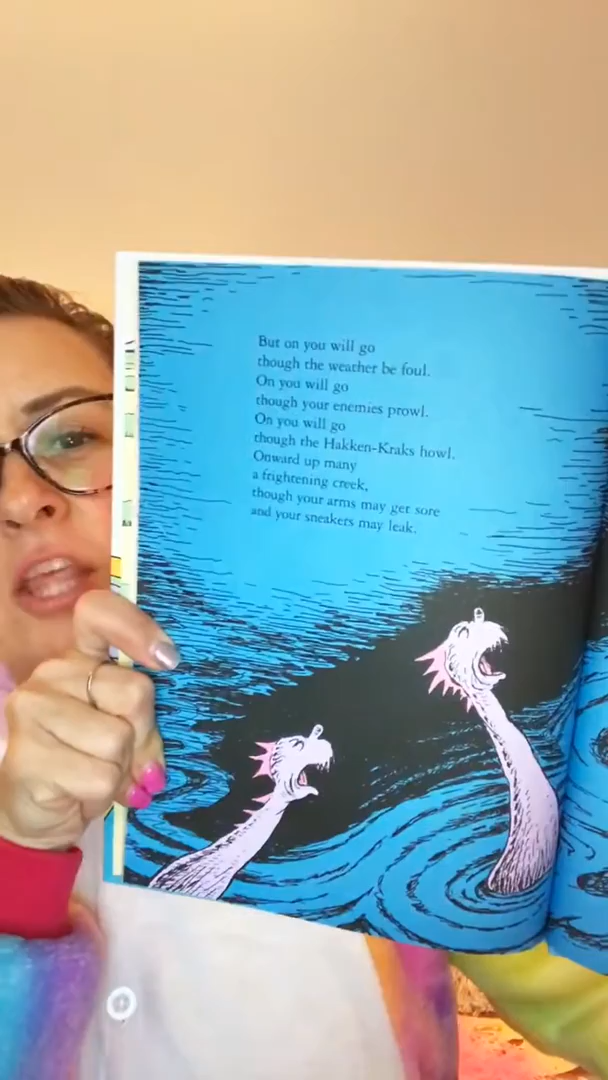 But on you will go
though the weather be foul.
On you will go
though your enemies prowl.
On you will go
though the Hakken-Kraks howl.
Onward up many
a frightening creek,
though your arms may get sore
and your sneakers may leak.